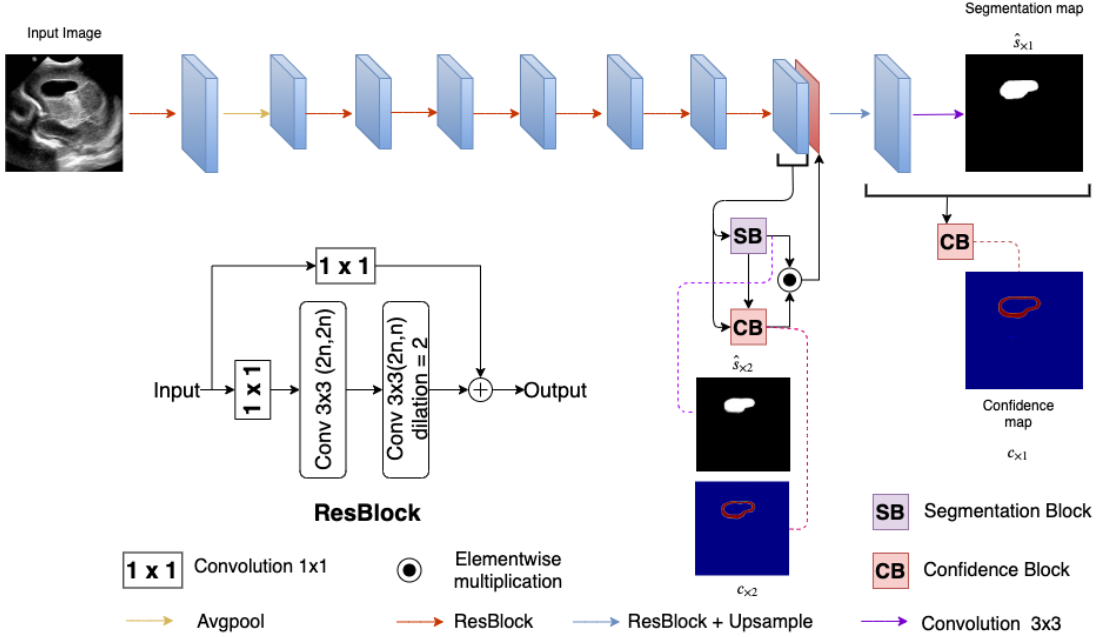 Segmentation map
Input Image
ŝ×1
SB
CB
CB
1 x 1
Input
1 x 1
Conv 3x3 (2n,2n)
Conv 3x3(2n,n)
dilation = 2
Output
ResBlock
ŝ×2
Confidence
map
c×1
c×2
SB
Segmentation Block
1 x 1
Convolution 1x1
Elementwise
multiplication
CB
Confidence Block
Avgpool
ResBlock
ResBlock + Upsample
Convolution 3x3